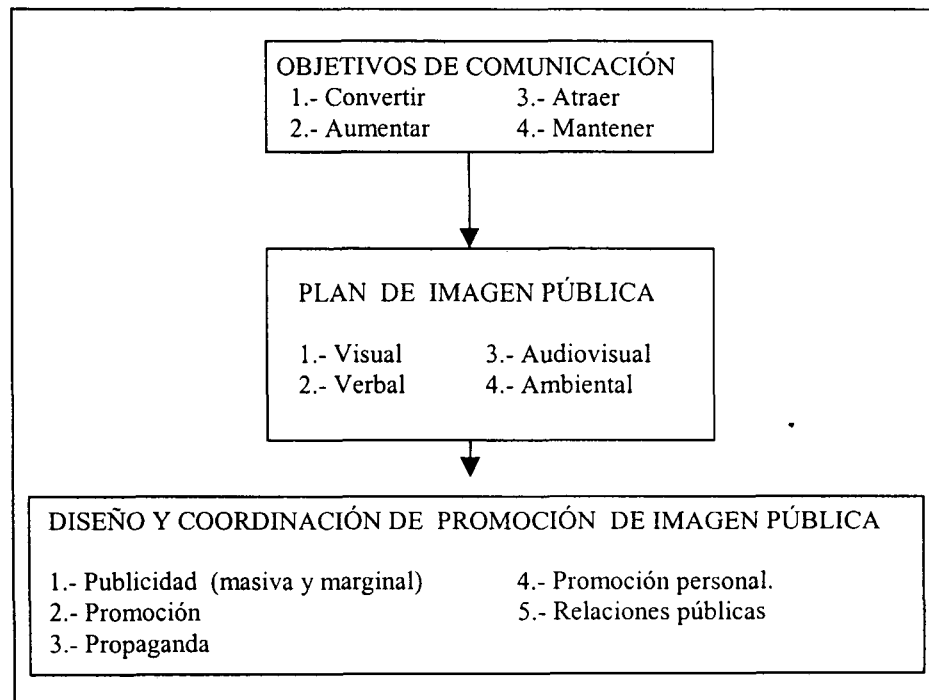 OBJETIVOS DE COMUNICACIÓN
1.- Convertir 3.- Atraer
2.- Aumentar 4.- Mantener
PLAN DE IMAGEN PÚBLICA
1.- Visual 3.- Audiovisual
2.- Verbal 4.- Ambiental
DISEÑO Y COORDINACIÓN DE PROMOCIÓN DE IMAGEN PÚBLICA
1.- Publicidad (masiva y marginal) 4.- Promoción personal.
2.- Promoción 5.- Relaciones públicas
3.- Propaganda